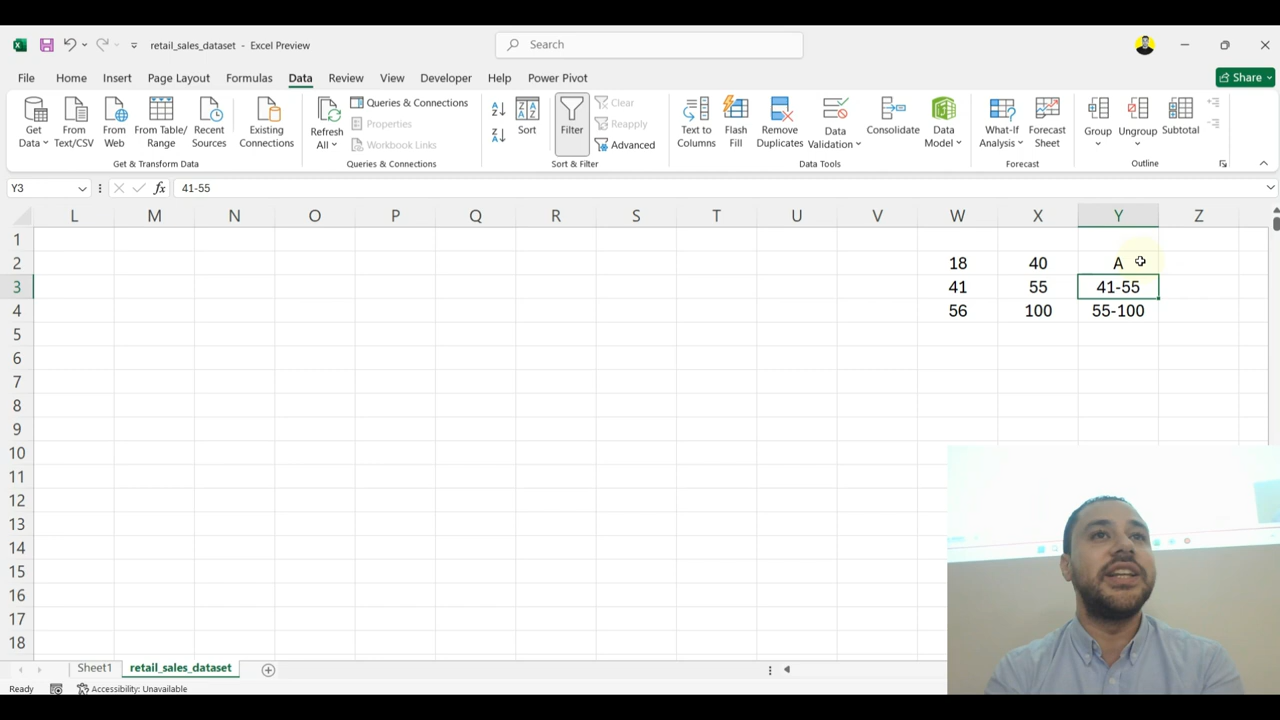 retail_sales_dataset - Excel Preview
Search
File Home Insert Page Layout Formulas Data Review View Developer Help Power Pivot
Share
Get Data
From Text/CSV
From Web
From Table/ Range
Recent Sources
Existing Connections
Get & Transform Data
Refresh All
Queries & Connections
Properties
Workbook Links
Queries & Connections
Sort
Filter
Clear
Reapply
Advanced
Sort & Filter
Text to Columns
Flash Fill
Remove Duplicates
Data Validation
Consolidate
Data Model
Data Tools
What-If Analysis
Forecast Sheet
Forecast
Group
Ungroup
Subtotal
Outline
Y3 fx 41-55
L M N O P Q R S T U V W X Y Z
1
2 18 40 A
3 41 55 41-55
4 56 100 55-100
5
6
7
8
9
10
11
12
13
14
15
16
17
18
Sheet1 retail_sales_dataset
Ready Accessibility: Unavailable